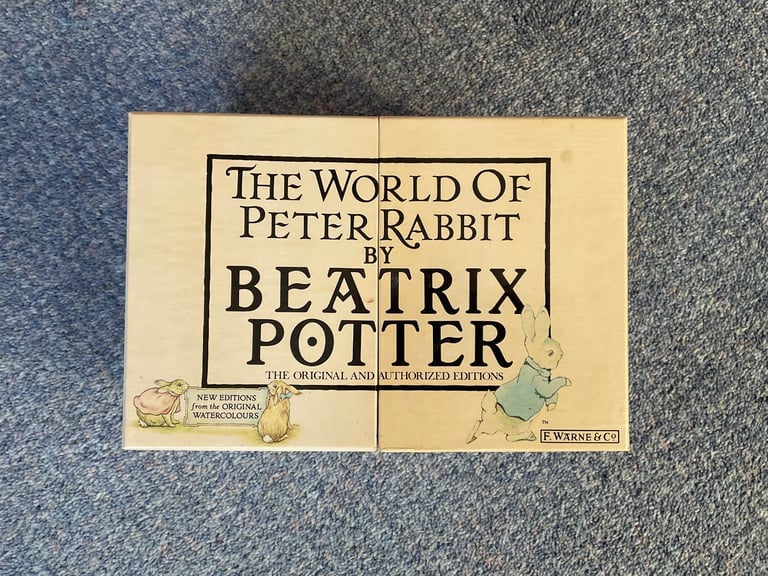 THE WORLD OF
PETER RABBIT
BY
BEATRIX
POTTER
THE ORIGINAL AND AUTHORIZED EDITIONS
NEW EDITIONS
from the ORIGINAL
WATERCOLOURS
TM
F. WARNE & Co